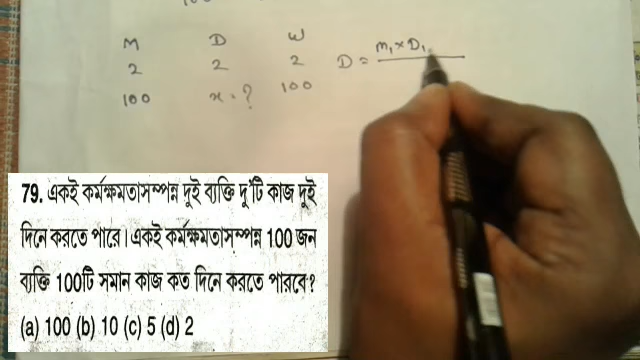 M D W
2 2 2 D = M₁ × D₁
100 x = ? 100
79. একই কর্মক্ষমতাসম্পন্ন দুই ব্যক্তি দু'টি কাজ দুই
দিনে করতে পারে। একই কর্মক্ষমতাসম্পন্ন 100 জন
ব্যক্তি 100টি সমান কাজ কত দিনে করতে পারবে?
(a) 100 (b) 10 (c) 5 (d) 2